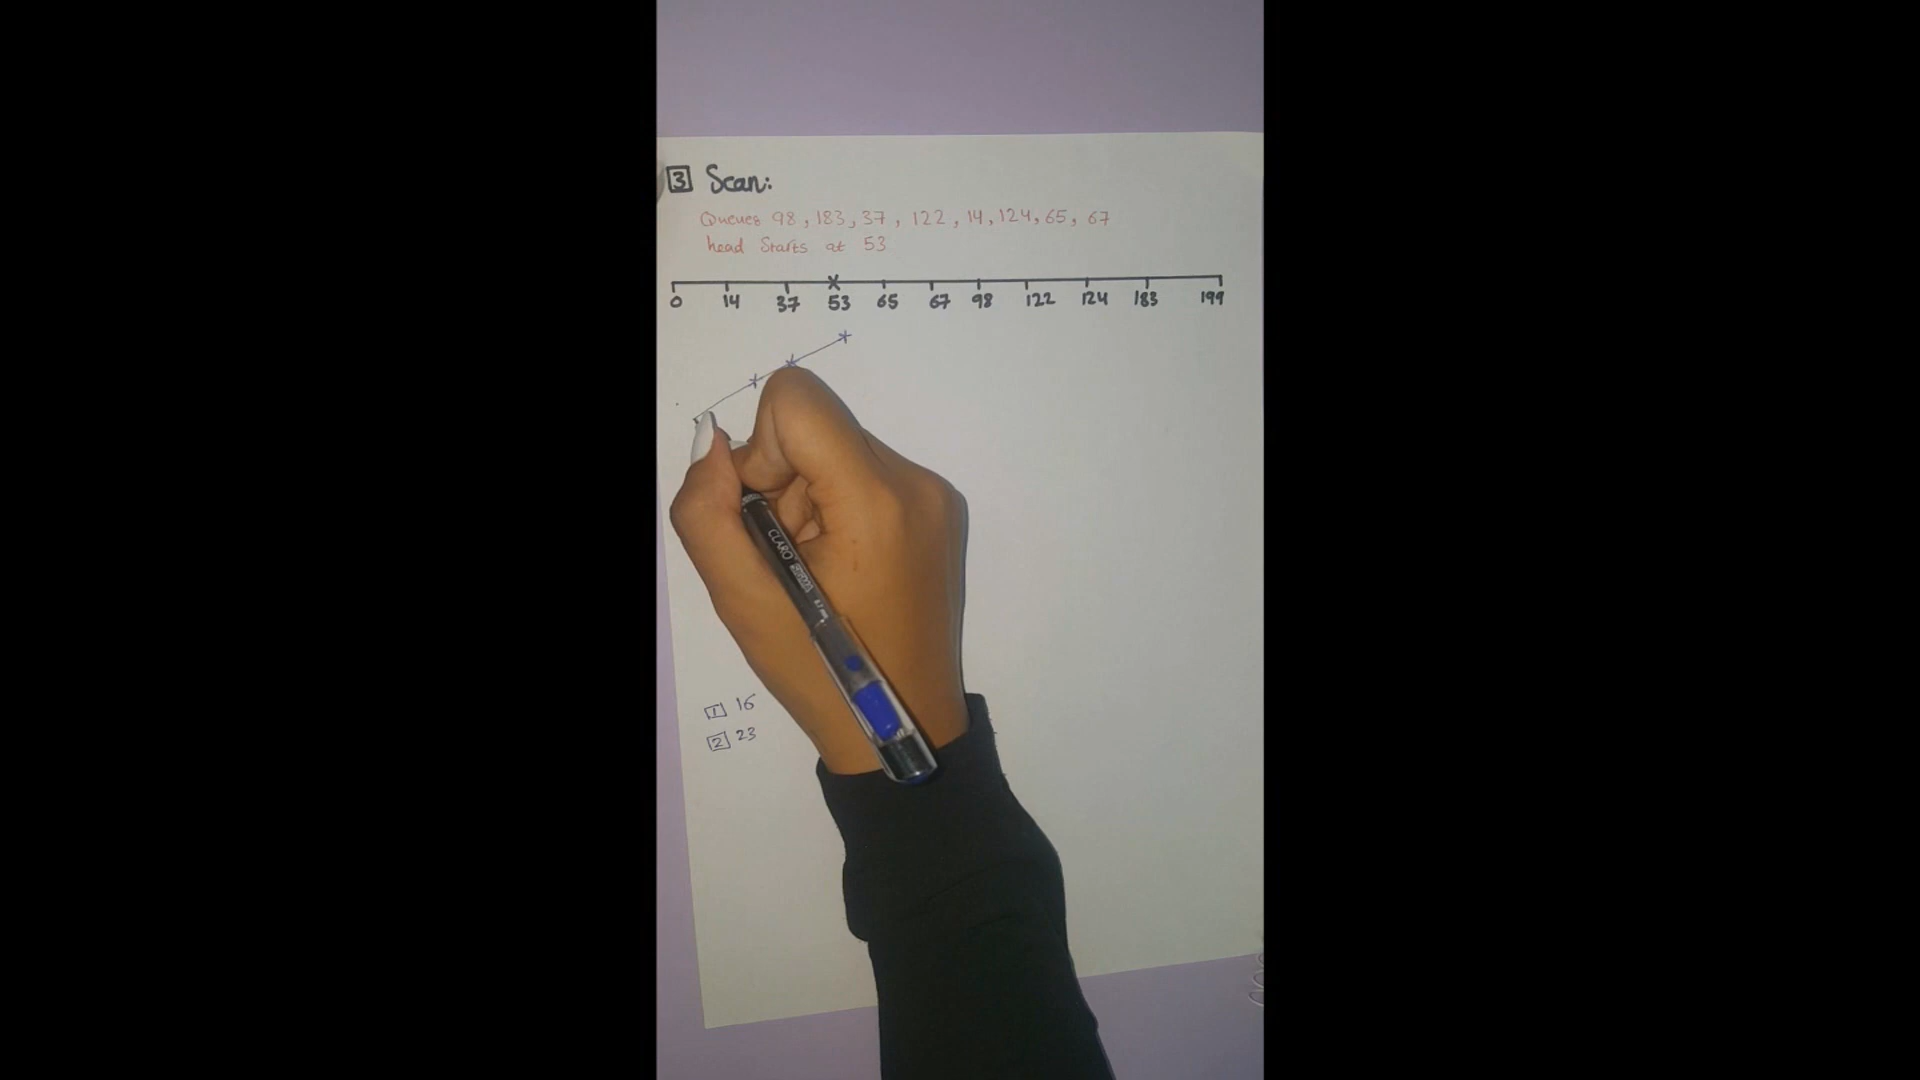 3 Scan:
Queues 98, 183, 37, 122, 14, 124, 65, 67
head Starts at 53
0 14 37 53 65 67 98 122 124 183 199
CLARO
1 16
2 23